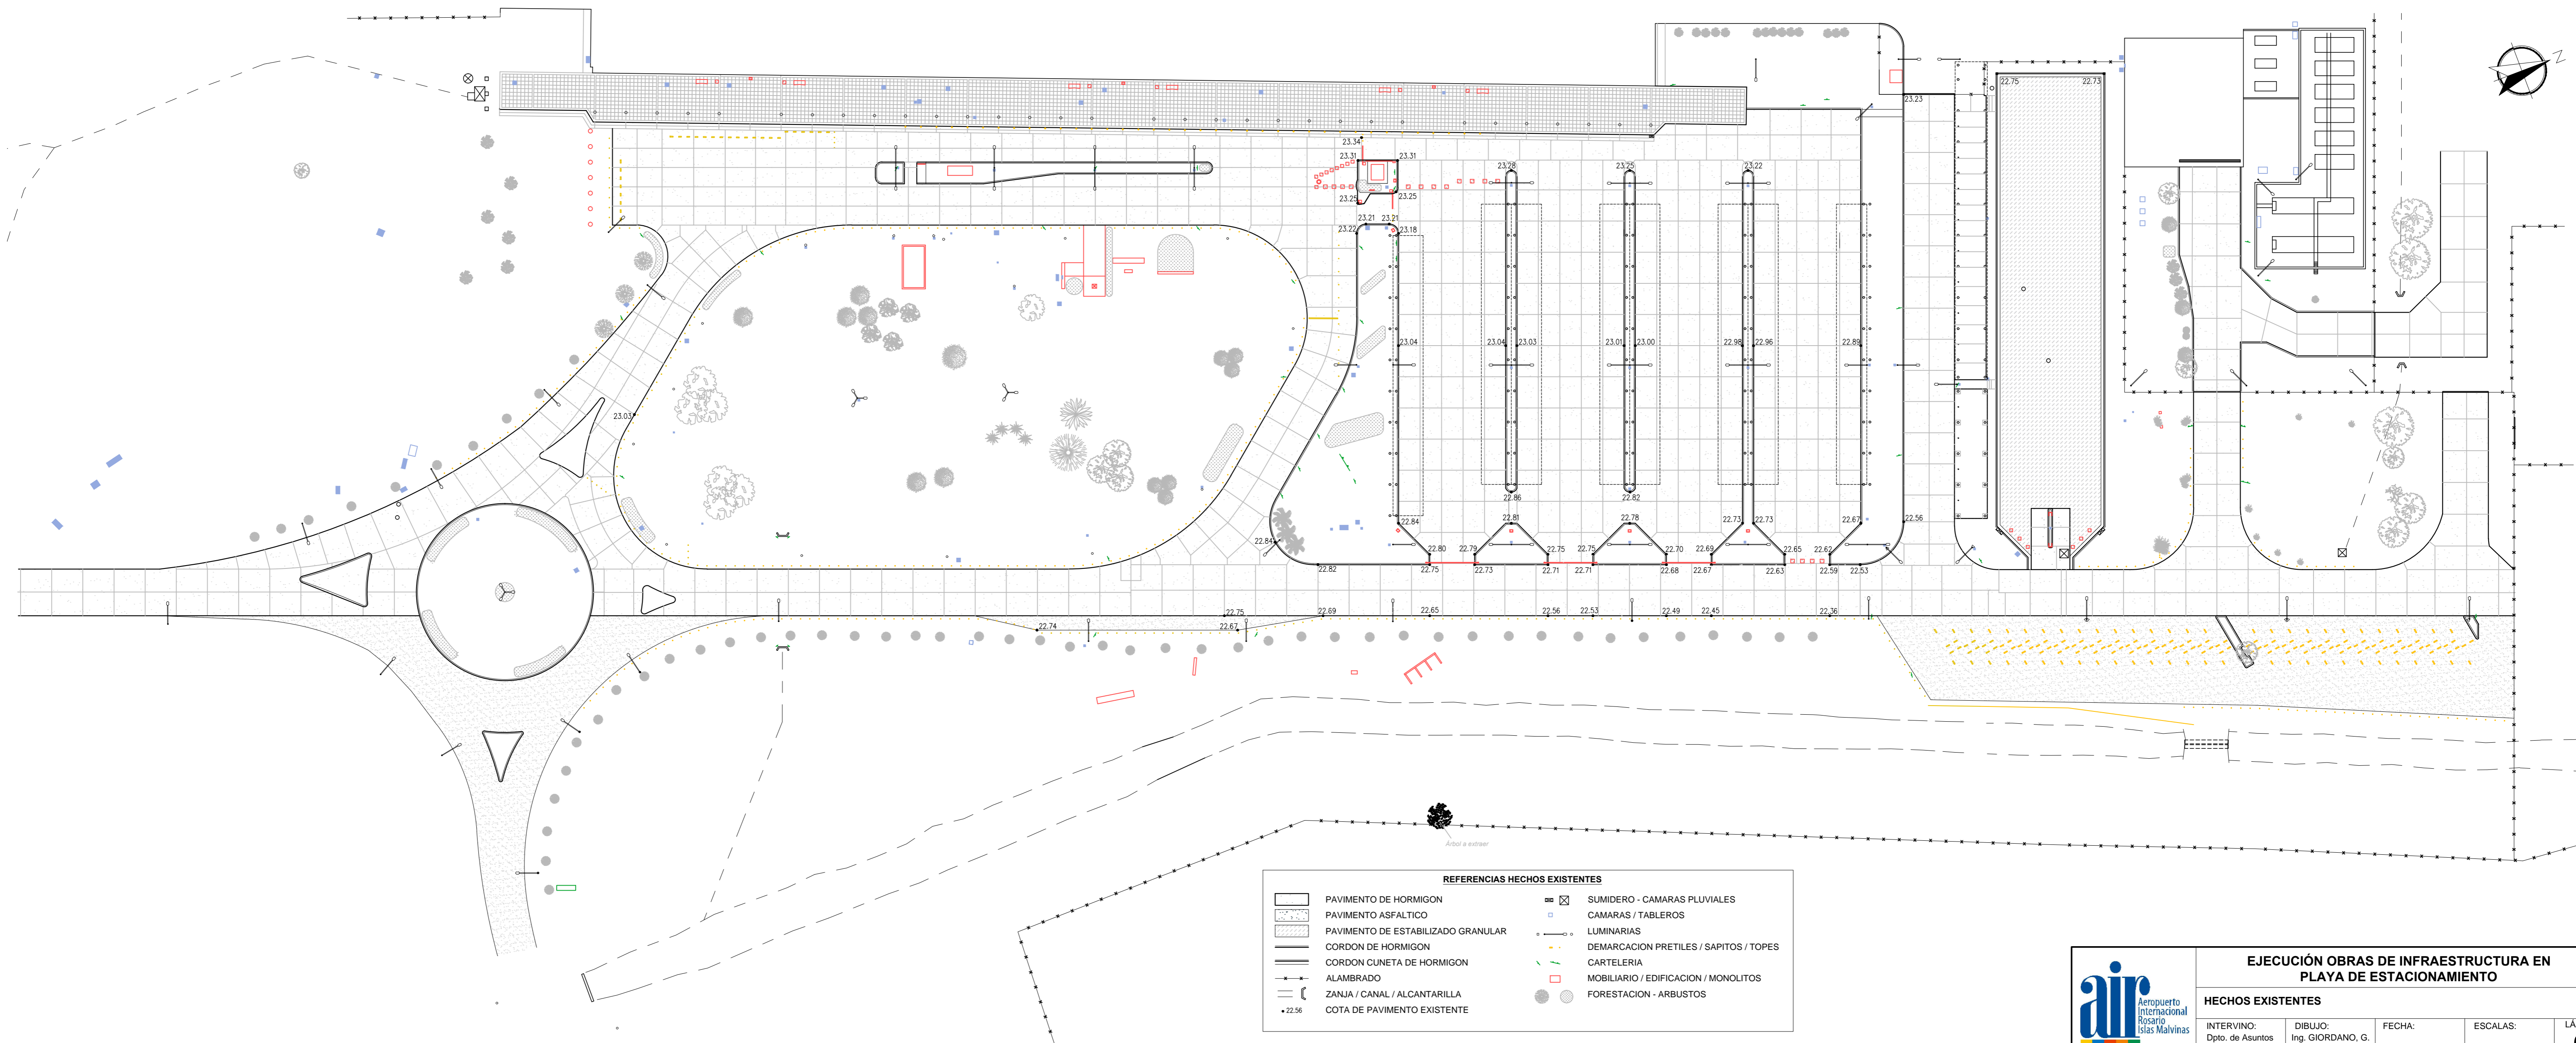 N
22.75 22.73
23.23
23.34
23.31 23.31
23.28 23.25 23.22
23.25 23.25
23.21 23.21
23.22 23.18
23.04 23.04 23.03 23.01 23.00 22.98 22.96 22.89
23.03
22.86 22.82
22.84 22.81 22.78 22.73 22.73 22.67 22.56
22.84
22.80 22.79 22.75 22.75 22.70 22.69 22.65 22.62
22.82 22.75 22.73 22.71 22.71 22.68 22.67 22.63 22.59 22.53
22.75 22.69 22.65 22.56 22.53 22.49 22.45 22.36
22.74 22.67
Arbol a extraer
REFERENCIAS HECHOS EXISTENTES
PAVIMENTO DE HORMIGON
PAVIMENTO ASFALTICO
PAVIMENTO DE ESTABILIZADO GRANULAR
CORDON DE HORMIGON
CORDON CUNETA DE HORMIGON
ALAMBRADO
ZANJA / CANAL / ALCANTARILLA
22.56 COTA DE PAVIMENTO EXISTENTE
SUMIDERO - CAMARAS PLUVIALES
CAMARAS / TABLEROS
LUMINARIAS
DEMARCACION PRETILES / SAPITOS / TOPES
CARTELERIA
MOBILIARIO / EDIFICACION / MONOLITOS
FORESTACION - ARBUSTOS
air
Aeropuerto
Internacional
Rosario
Islas Malvinas
EJECUCIÓN OBRAS DE INFRAESTRUCTURA EN
PLAYA DE ESTACIONAMIENTO
HECHOS EXISTENTES
INTERVINO:
Dpto. de Asuntos
DIBUJO:
Ing. GIORDANO, G.
FECHA:
ESCALAS:
LÁ